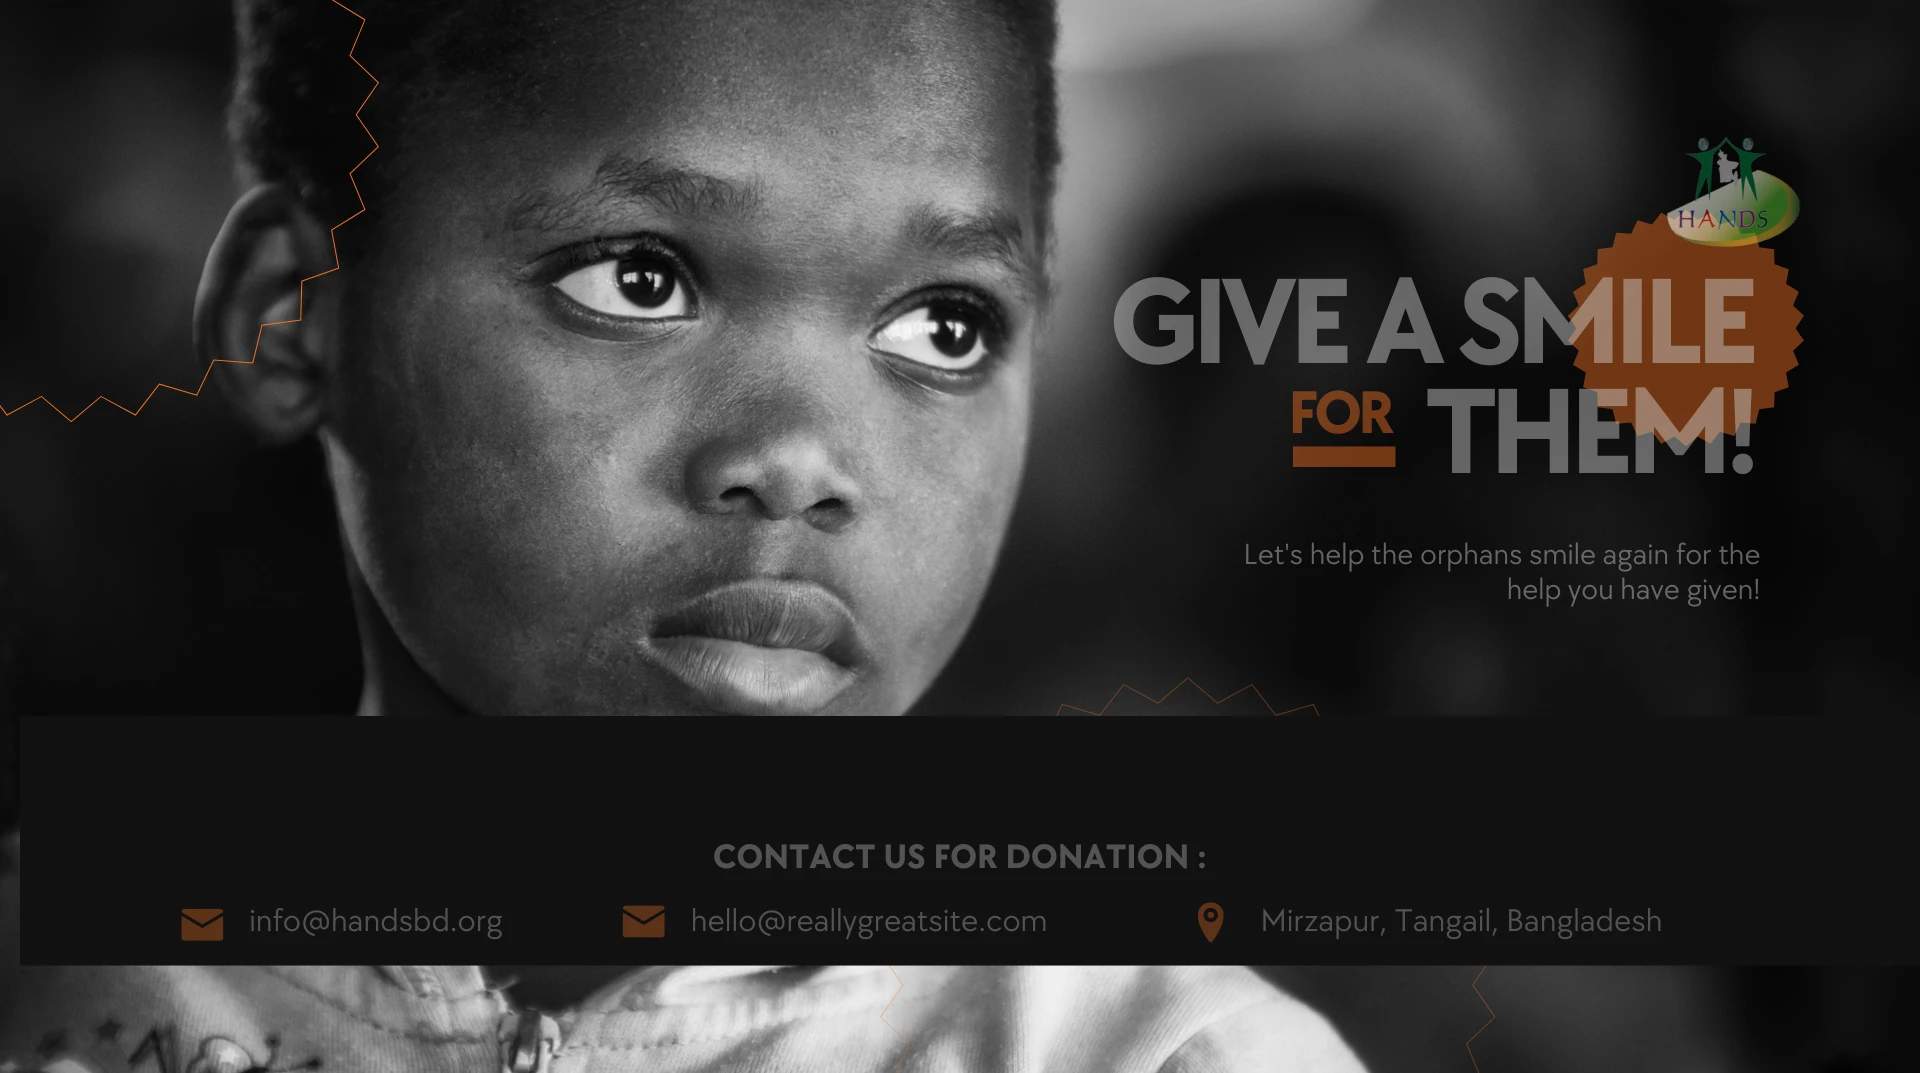 HANDS
GIVE A SMILE
FOR THEM!
Let's help the orphans smile again for the
help you have given!
CONTACT US FOR DONATION :
info@handsbd.org
hello@reallygreatsite.com
Mirzapur, Tangail, Bangladesh